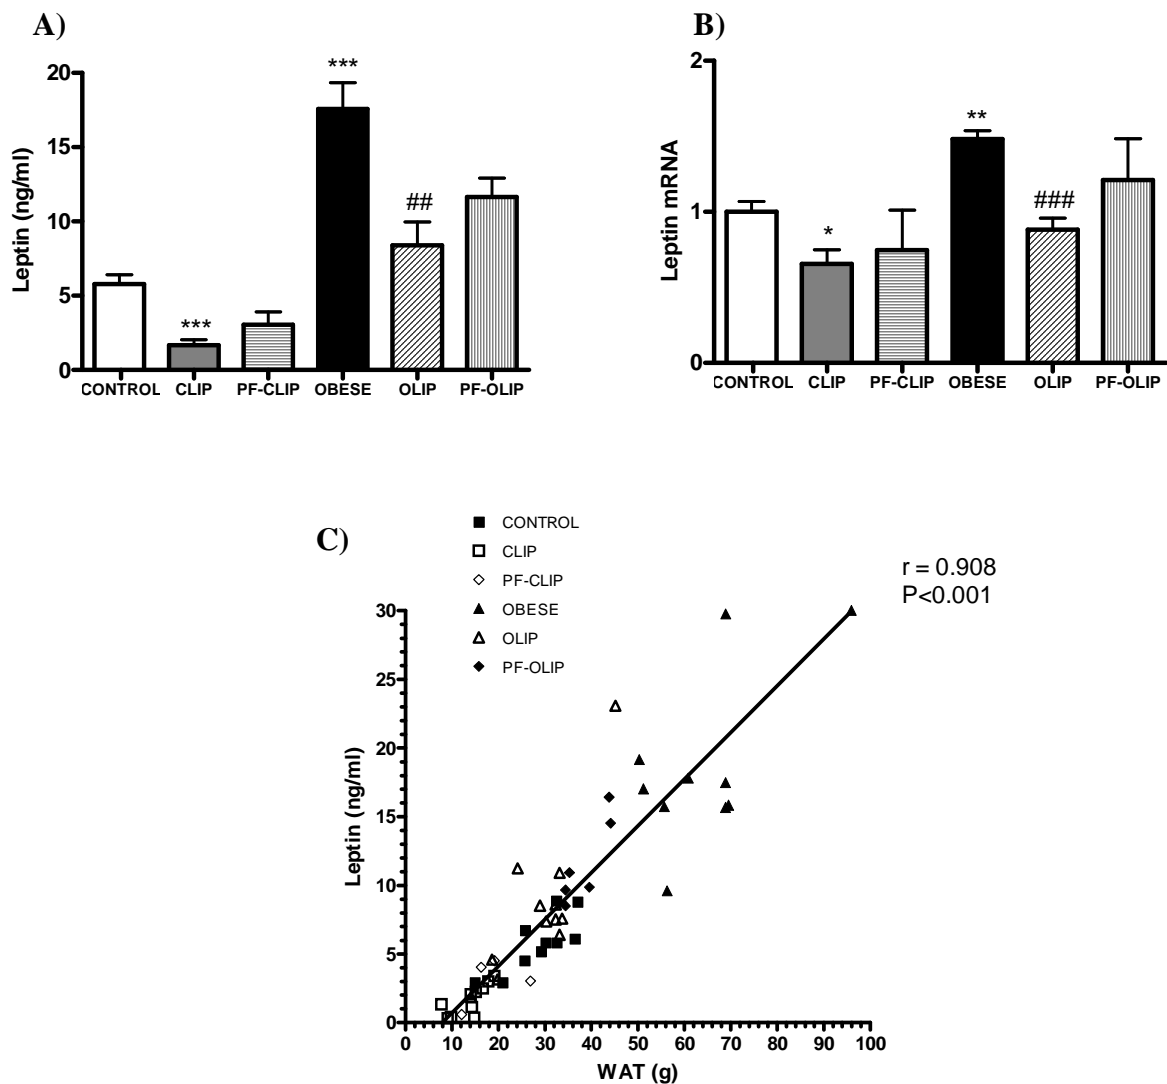 A)
Leptin (ng/ml)
20
15
10
5
0
***
***
##
CONTROL CLIP PF-CLIP OBESE OLIP PF-OLIP
B)
Leptin mRNA
2
1
0
*
**
###
CONTROL CLIP PF-CLIP OBESE OLIP PF-OLIP
C)
CONTROL
CLIP
PF-CLIP
OBESE
OLIP
PF-OLIP
r = 0.908
P<0.001
Leptin (ng/ml)
30
25
20
15
10
5
0
0 10 20 30 40 50 60 70 80 90 100
WAT (g)